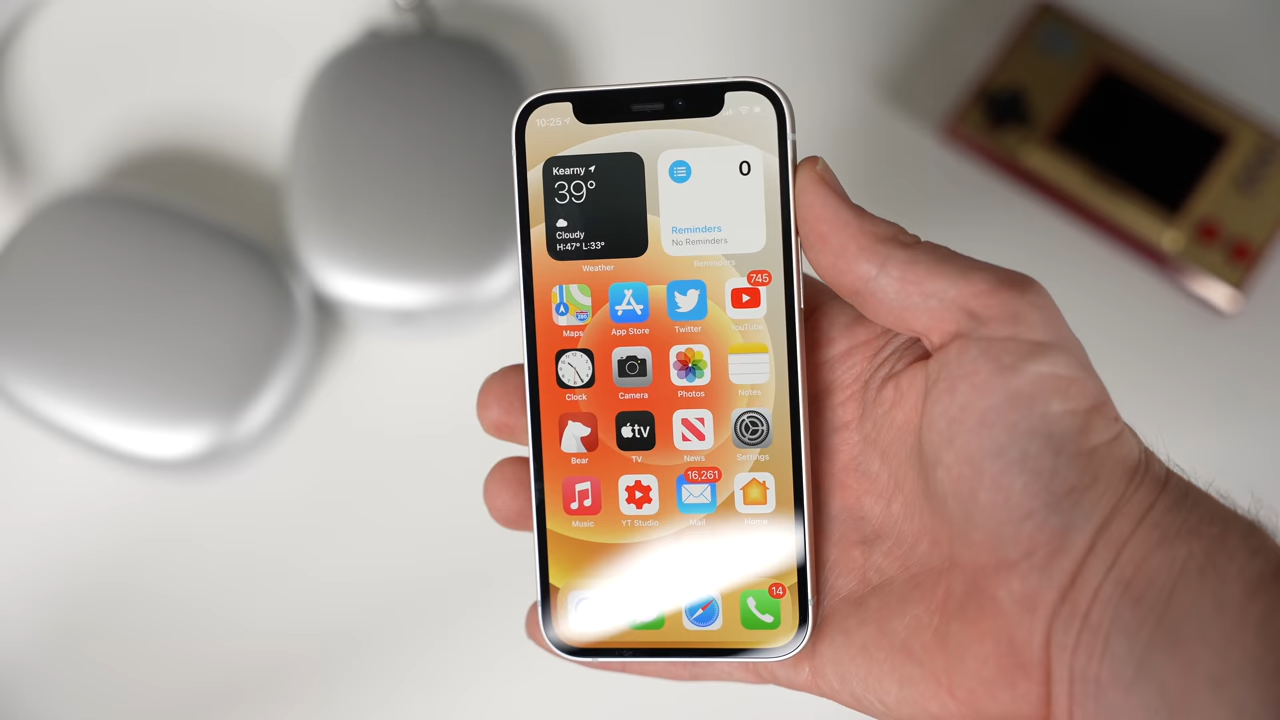 10:25
Kearny
39°
Cloudy
H:47° L:33°
Weather
0
Reminders
No Reminders
Reminders
745
Maps
280
App Store
Twitter
YouTube
Clock
Camera
Photos
Notes
Bear
tv
TV
News
Settings
16,261
Music
YT Studio
Mail
Home
14